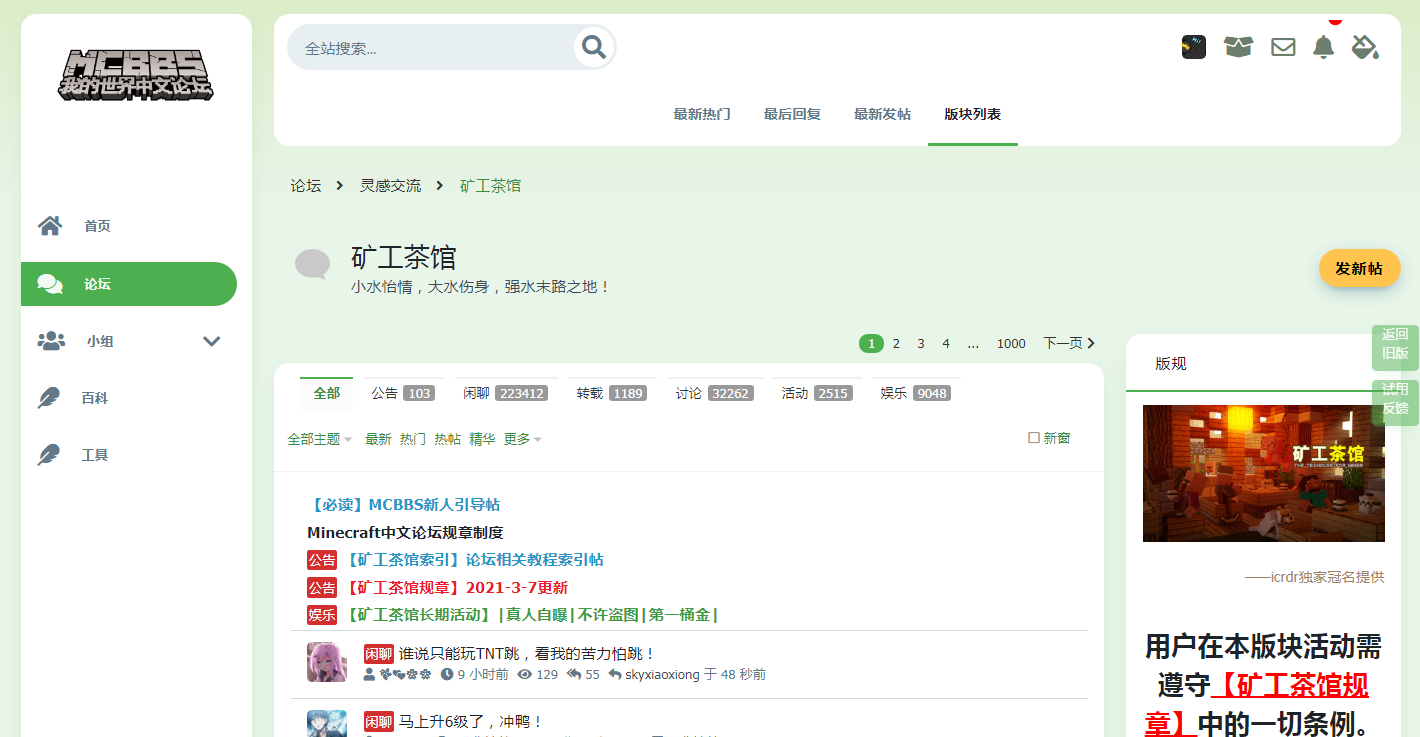 MCBBS
我的世界中文论坛
全站搜索...
最新热门 最后回复 最新发帖 版块列表
首页
论坛
小组
百科
工具
论坛 > 灵感交流 > 矿工茶馆
矿工茶馆
小水怡情，大水伤身，强水末路之地！
发新帖
返回
旧版
试用
反馈
1 2 3 4 ... 1000 下一页
全部 公告 103 闲聊 223412 转载 1189 讨论 32262 活动 2515 娱乐 9048
全部主题 最新 热门 热帖 精华 更多 新窗
【必读】MCBBS新人引导帖
Minecraft中文论坛规章制度
公告 【矿工茶馆索引】论坛相关教程索引帖
公告 【矿工茶馆规章】2021-3-7更新
娱乐 【矿工茶馆长期活动】|真人自曝|不许盗图|第一桶金|
闲聊 谁说只能玩TNT跳，看我的苦力怕跳！
9 小时前 129 55 skyxiaoxiong 于 48 秒前
闲聊 马上升6级了，冲鸭！
版规
矿工茶馆
THE TEAHOUSE FOR MINER
——icrdr独家冠名提供
用户在本版块活动需
遵守【矿工茶馆规
章】中的一切条例。